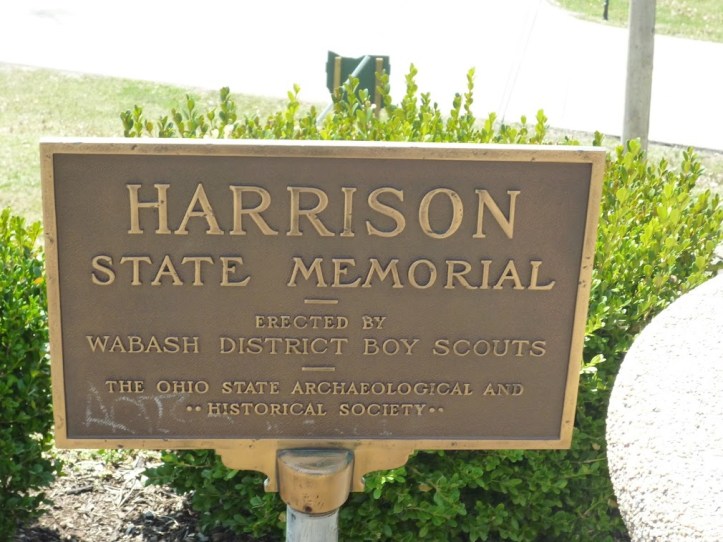 HARRISON
STATE MEMORIAL
ERECTED BY
WABASH DISTRICT BOY SCOUTS
THE OHIO STATE ARCHAEOLOGICAL AND
•• HISTORICAL SOCIETY ••